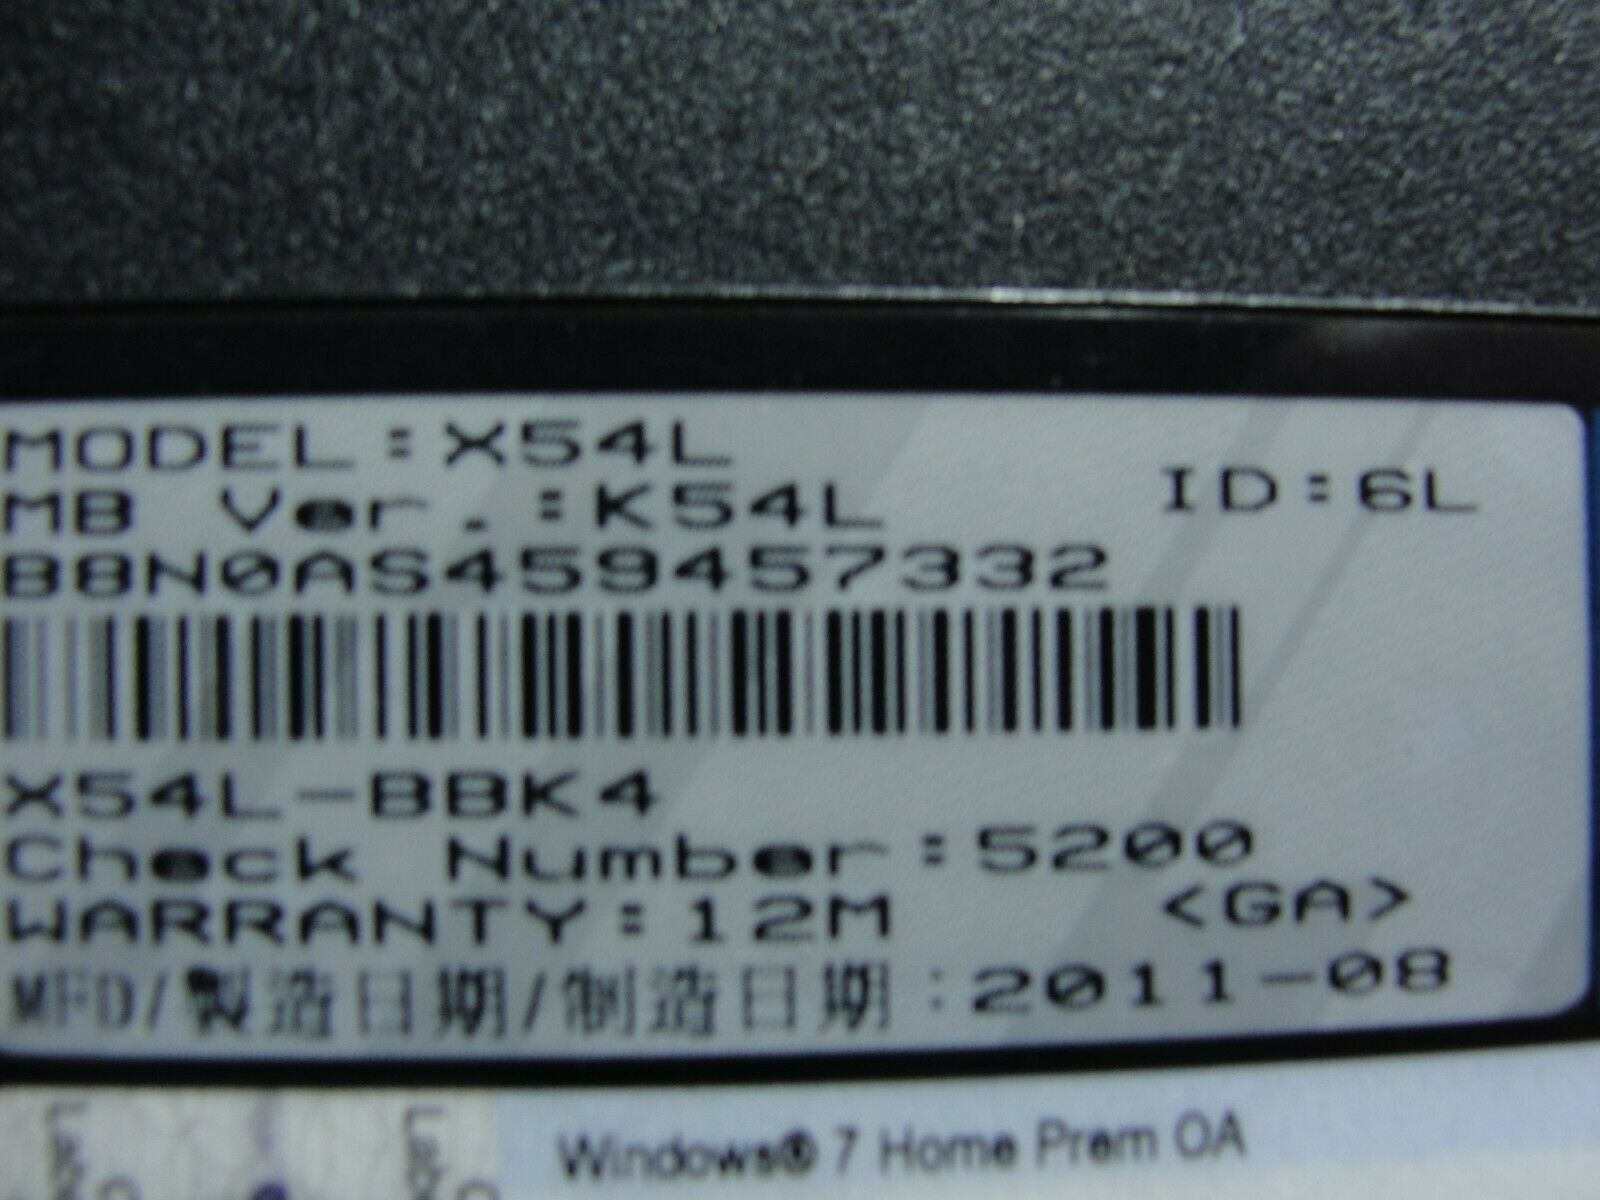 MODEL:X54L
MB Ver.:K54L ID:6L
B8N0AS459457332
X54L-BBK4
Check Number:5200
WARRANTY:12M <GA>
MFD/製造日期/制造日期:2011-08
Windows® 7 Home Prem OA